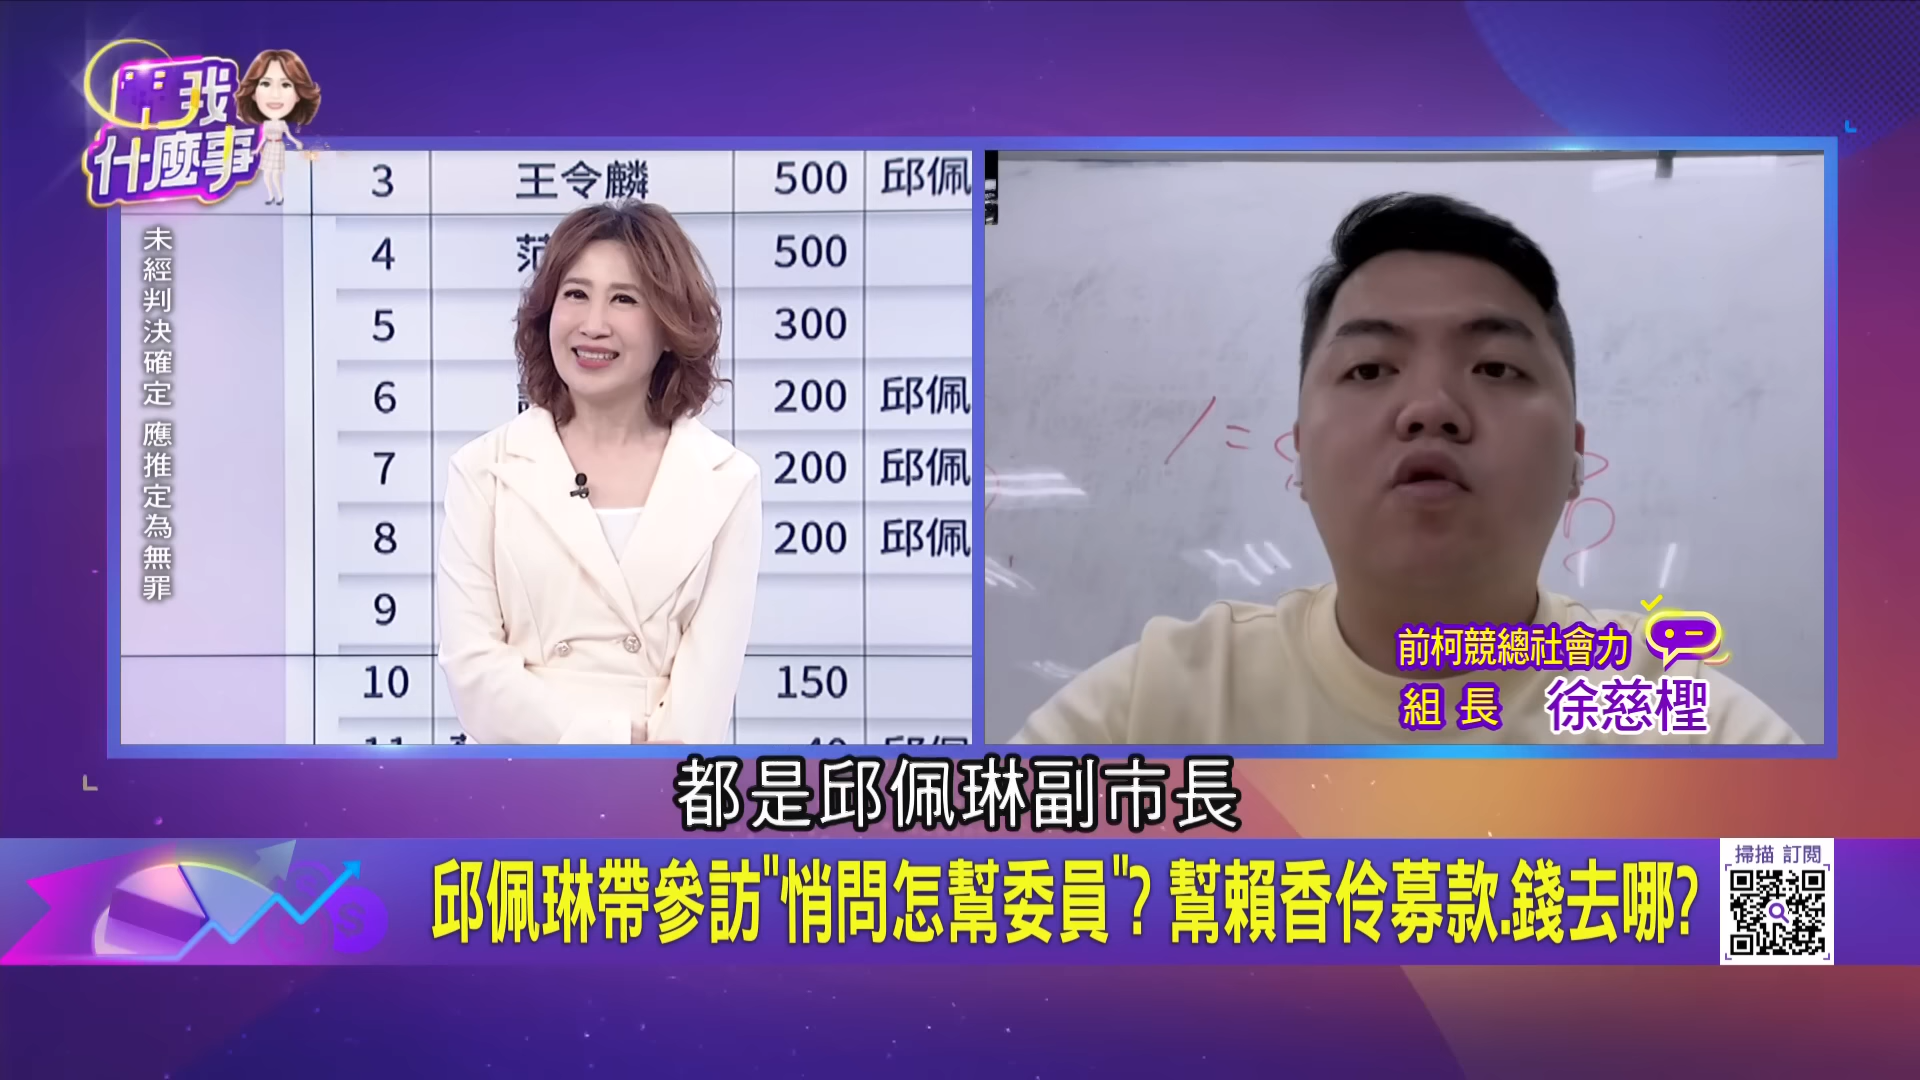 問我
什麼事
未經判決確定 應推定為無罪
3 王令麟 500 邱佩
4 范 500
5 300
6 200 邱佩
7 200 邱佩
8 200 邱佩
9
10 150
前柯競總社會力
組長 徐慈檉
都是邱佩琳副市長
邱佩琳帶參訪"悄問怎幫委員"? 幫賴香伶募款.錢去哪?
掃描 訂閱